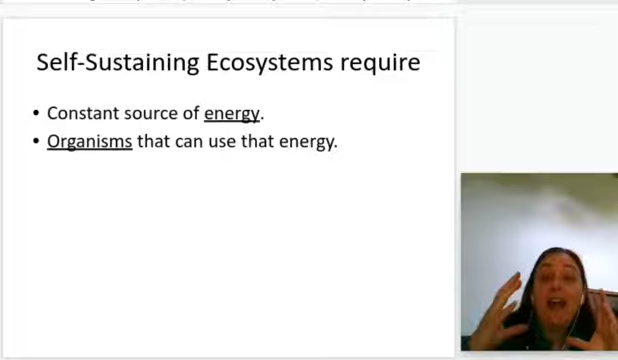 Self-Sustaining Ecosystems require
• Constant source of energy.
• Organisms that can use that energy.